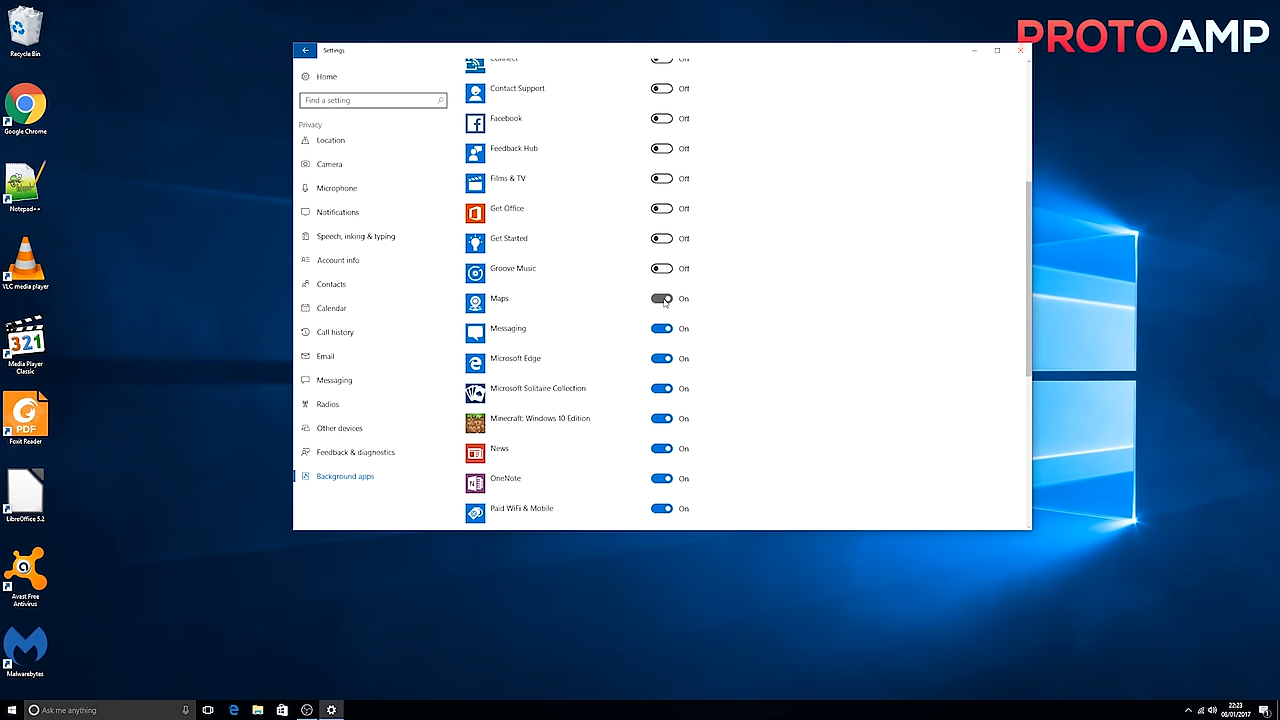 PROTOAMP
Recycle Bin
Google Chrome
Notepad++
VLC media player
Media Player
Classic
Foxit Reader
LibreOffice 5.2
Avast Free
Antivirus
Malwarebytes
Settings
Home
Find a setting
Privacy
Location
Camera
Microphone
Notifications
Speech, inking & typing
Account info
Contacts
Calendar
Call history
Email
Messaging
Radios
Other devices
Feedback & diagnostics
Background apps
Connect Off
Contact Support Off
Facebook Off
Feedback Hub Off
Films & TV Off
Get Office Off
Get Started Off
Groove Music Off
Maps On
Messaging On
Microsoft Edge On
Microsoft Solitaire Collection On
Minecraft: Windows 10 Edition On
News On
OneNote On
Paid WiFi & Mobile On
Ask me anything
22:23
08/01/2017